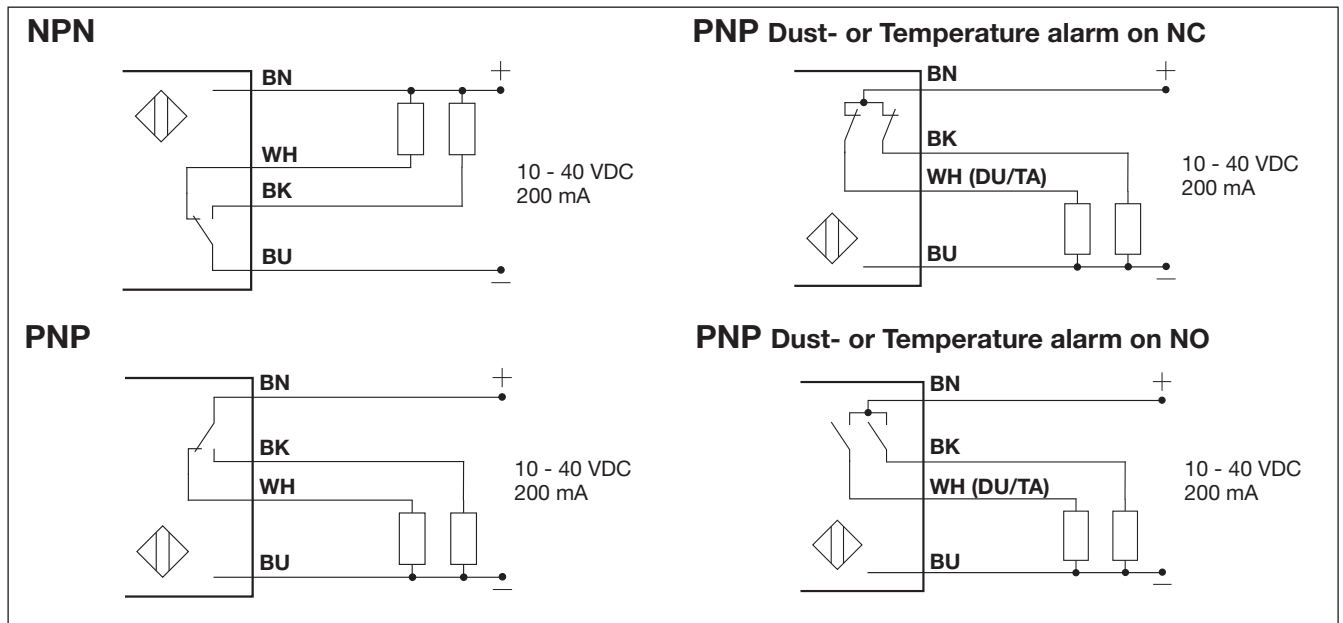 NPN
BN
+
WH
BK
10 - 40 VDC
200 mA
BU
–
PNP Dust- or Temperature alarm on NC
BN
+
BK
WH (DU/TA)
10 - 40 VDC
200 mA
BU
–
PNP
BN
+
BK
WH
10 - 40 VDC
200 mA
BU
–
PNP Dust- or Temperature alarm on NO
BN
+
BK
WH (DU/TA)
10 - 40 VDC
200 mA
BU
–